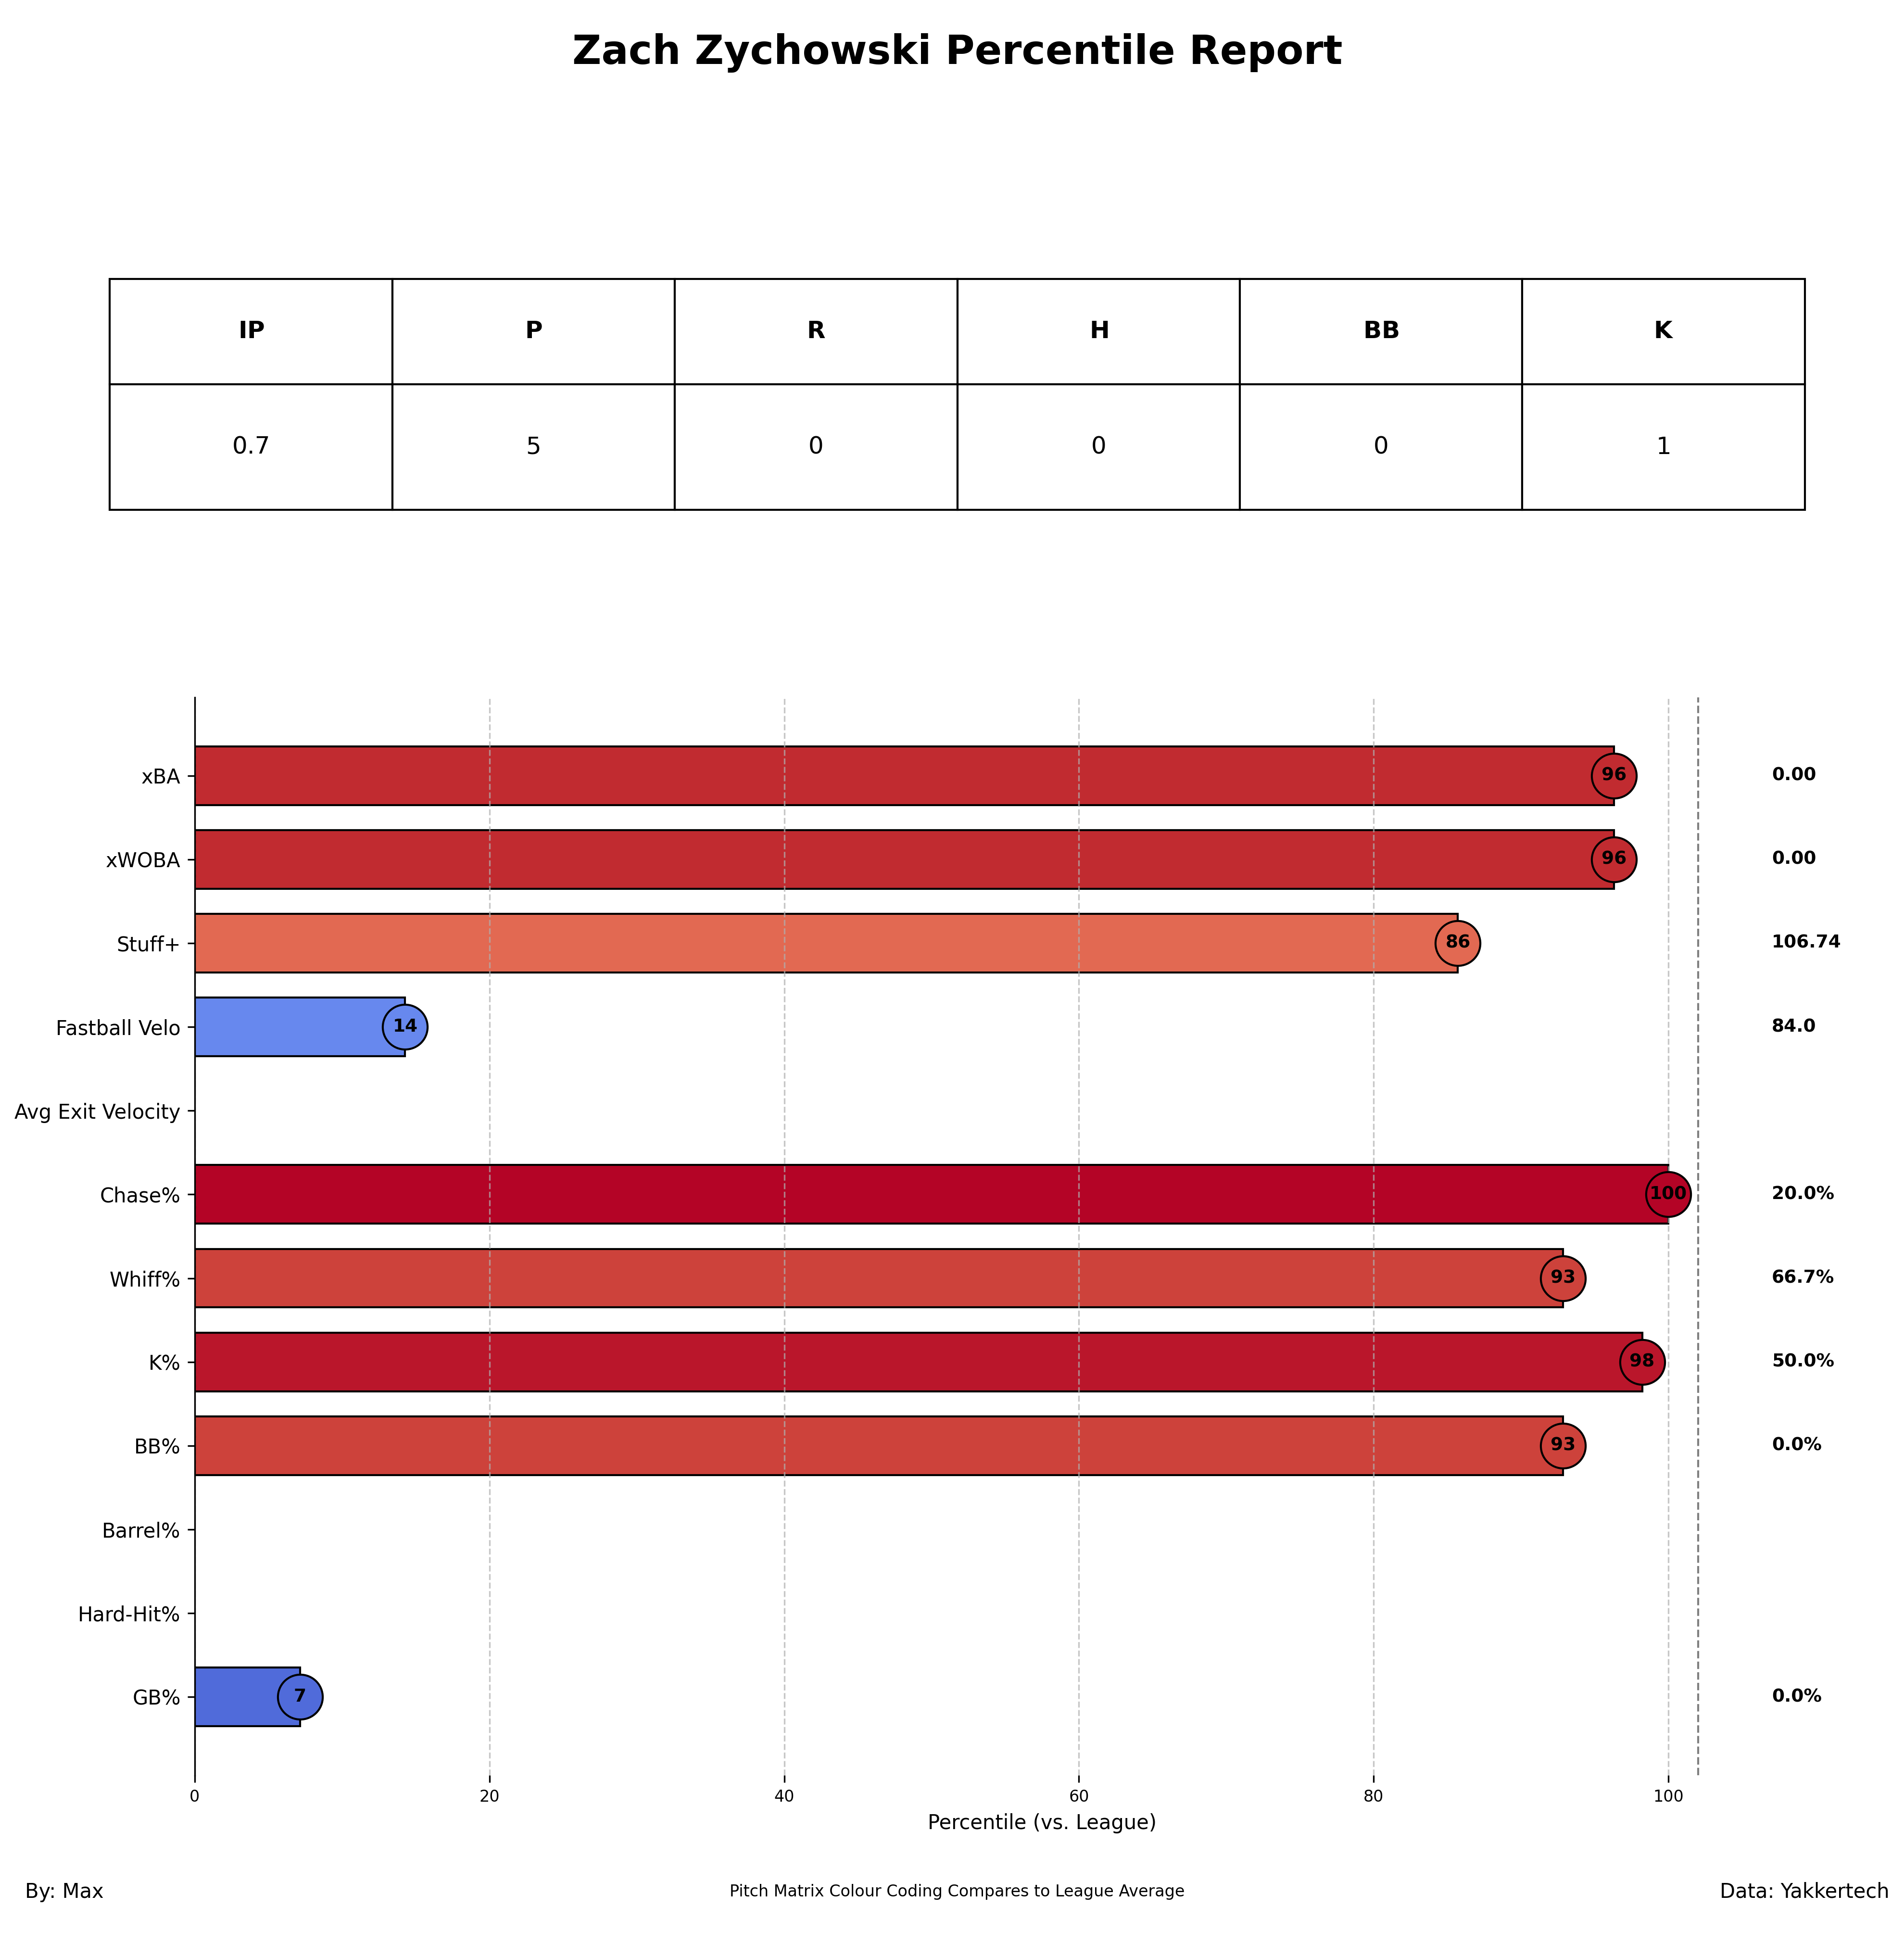 Zach Zychowski Percentile Report
IP P R H BB K
0.7 5 0 0 0 1
xBA 96 0.00
xWOBA 96 0.00
Stuff+ 86 106.74
Fastball Velo 14 84.0
Avg Exit Velocity
Chase% 100 20.0%
Whiff% 93 66.7%
K% 98 50.0%
BB% 93 0.0%
Barrel%
Hard-Hit%
GB% 7 0.0%
0 20 40 60 80 100
Percentile (vs. League)
By: Max Pitch Matrix Colour Coding Compares to League Average Data: Yakkertech